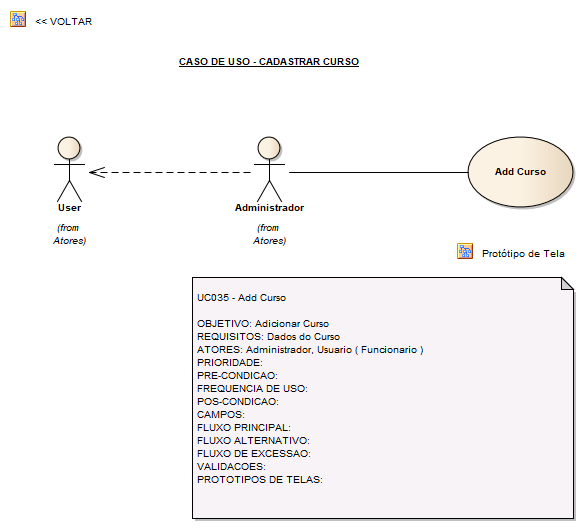 << VOLTAR
CASO DE USO - CADASTRAR CURSO
Add Curso
User
Administrador
(from
Atores)
(from
Atores)
Protótipo de Tela
UC035 - Add Curso
OBJETIVO: Adicionar Curso
REQUISITOS: Dados do Curso
ATORES: Administrador, Usuario ( Funcionario )
PRIORIDADE:
PRE-CONDICAO:
FREQUENCIA DE USO:
POS-CONDICAO:
CAMPOS:
FLUXO PRINCIPAL:
FLUXO ALTERNATIVO:
FLUXO DE EXCESSAO:
VALIDACOES:
PROTOTIPOS DE TELAS: